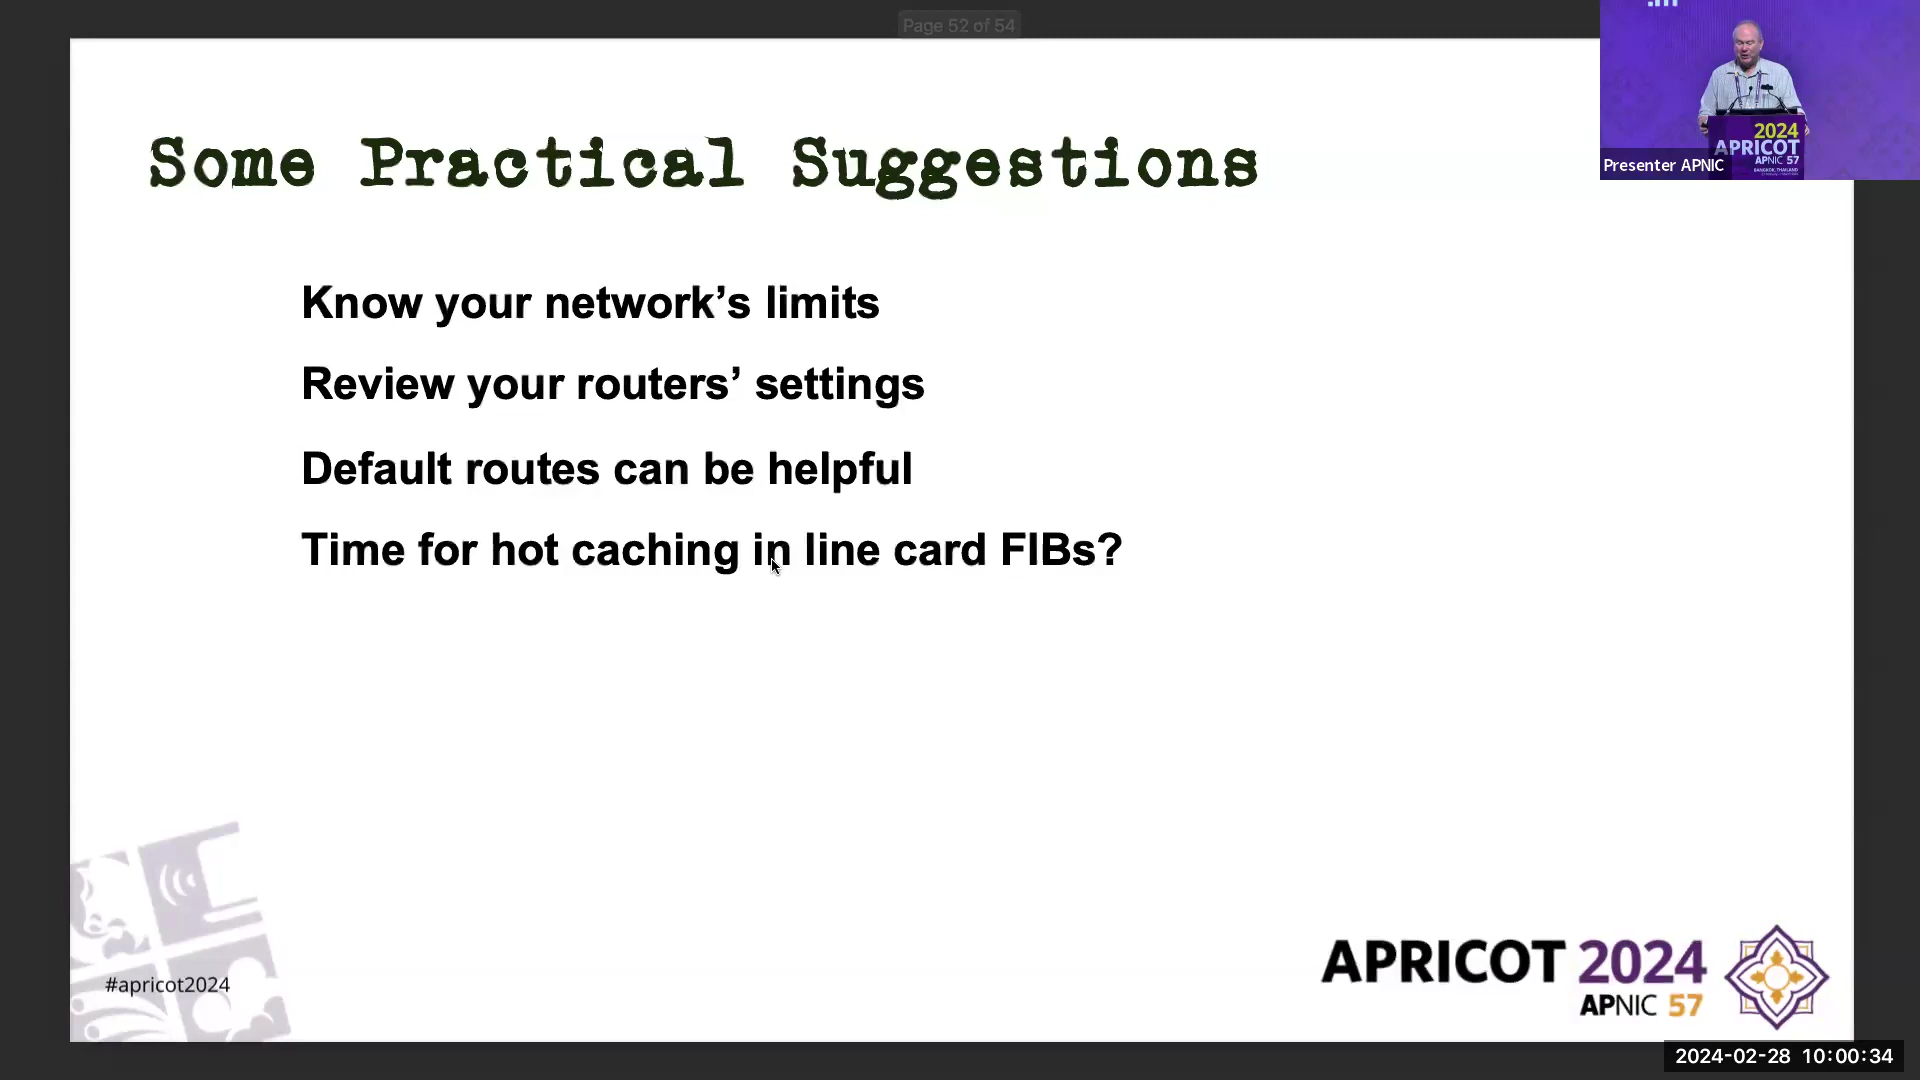 Page 52 of 54
Some Practical Suggestions
Know your network’s limits
Review your routers’ settings
Default routes can be helpful
Time for hot caching in line card FIBs?
2024
APRICOT
APNIC 57
BANGKOK, THAILAND
Presenter APNIC
#apricot2024
APRICOT 2024
APNIC 57
2024-02-28 10:00:34